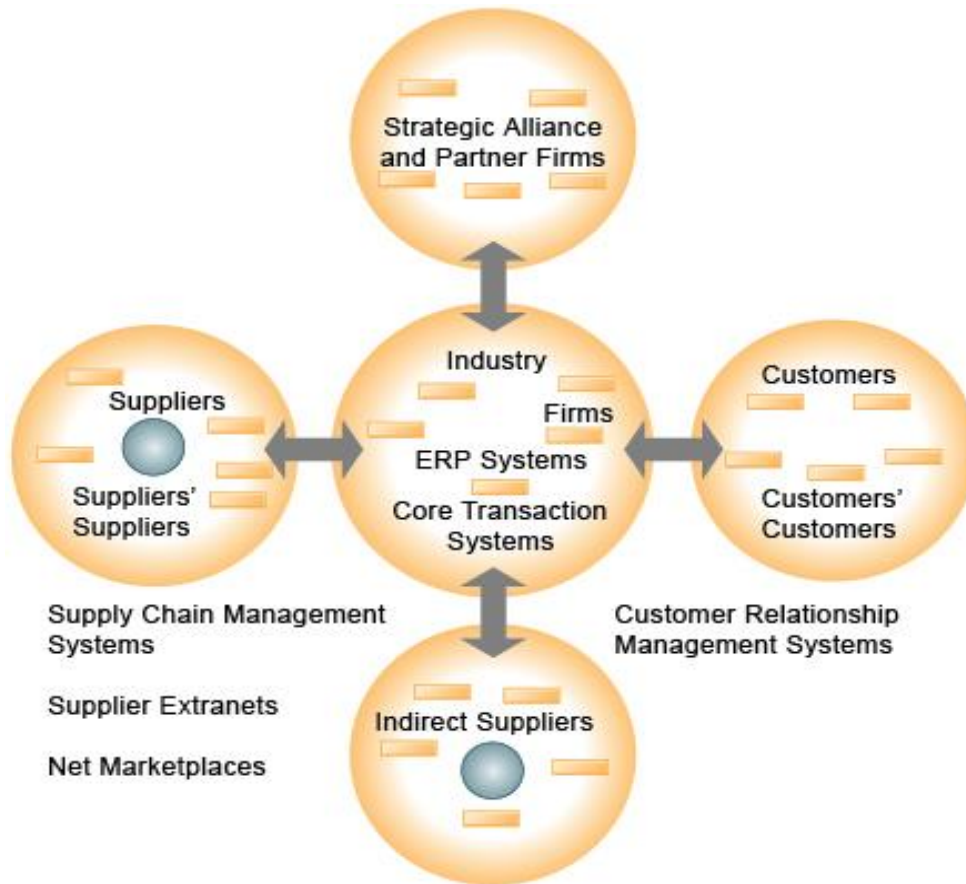 Strategic Alliance
and Partner Firms
Industry
Firms
ERP Systems
Core Transaction
Systems
Suppliers
Suppliers’
Suppliers
Customers
Customers’
Customers
Supply Chain Management
Systems
Supplier Extranets
Net Marketplaces
Customer Relationship
Management Systems
Indirect Suppliers